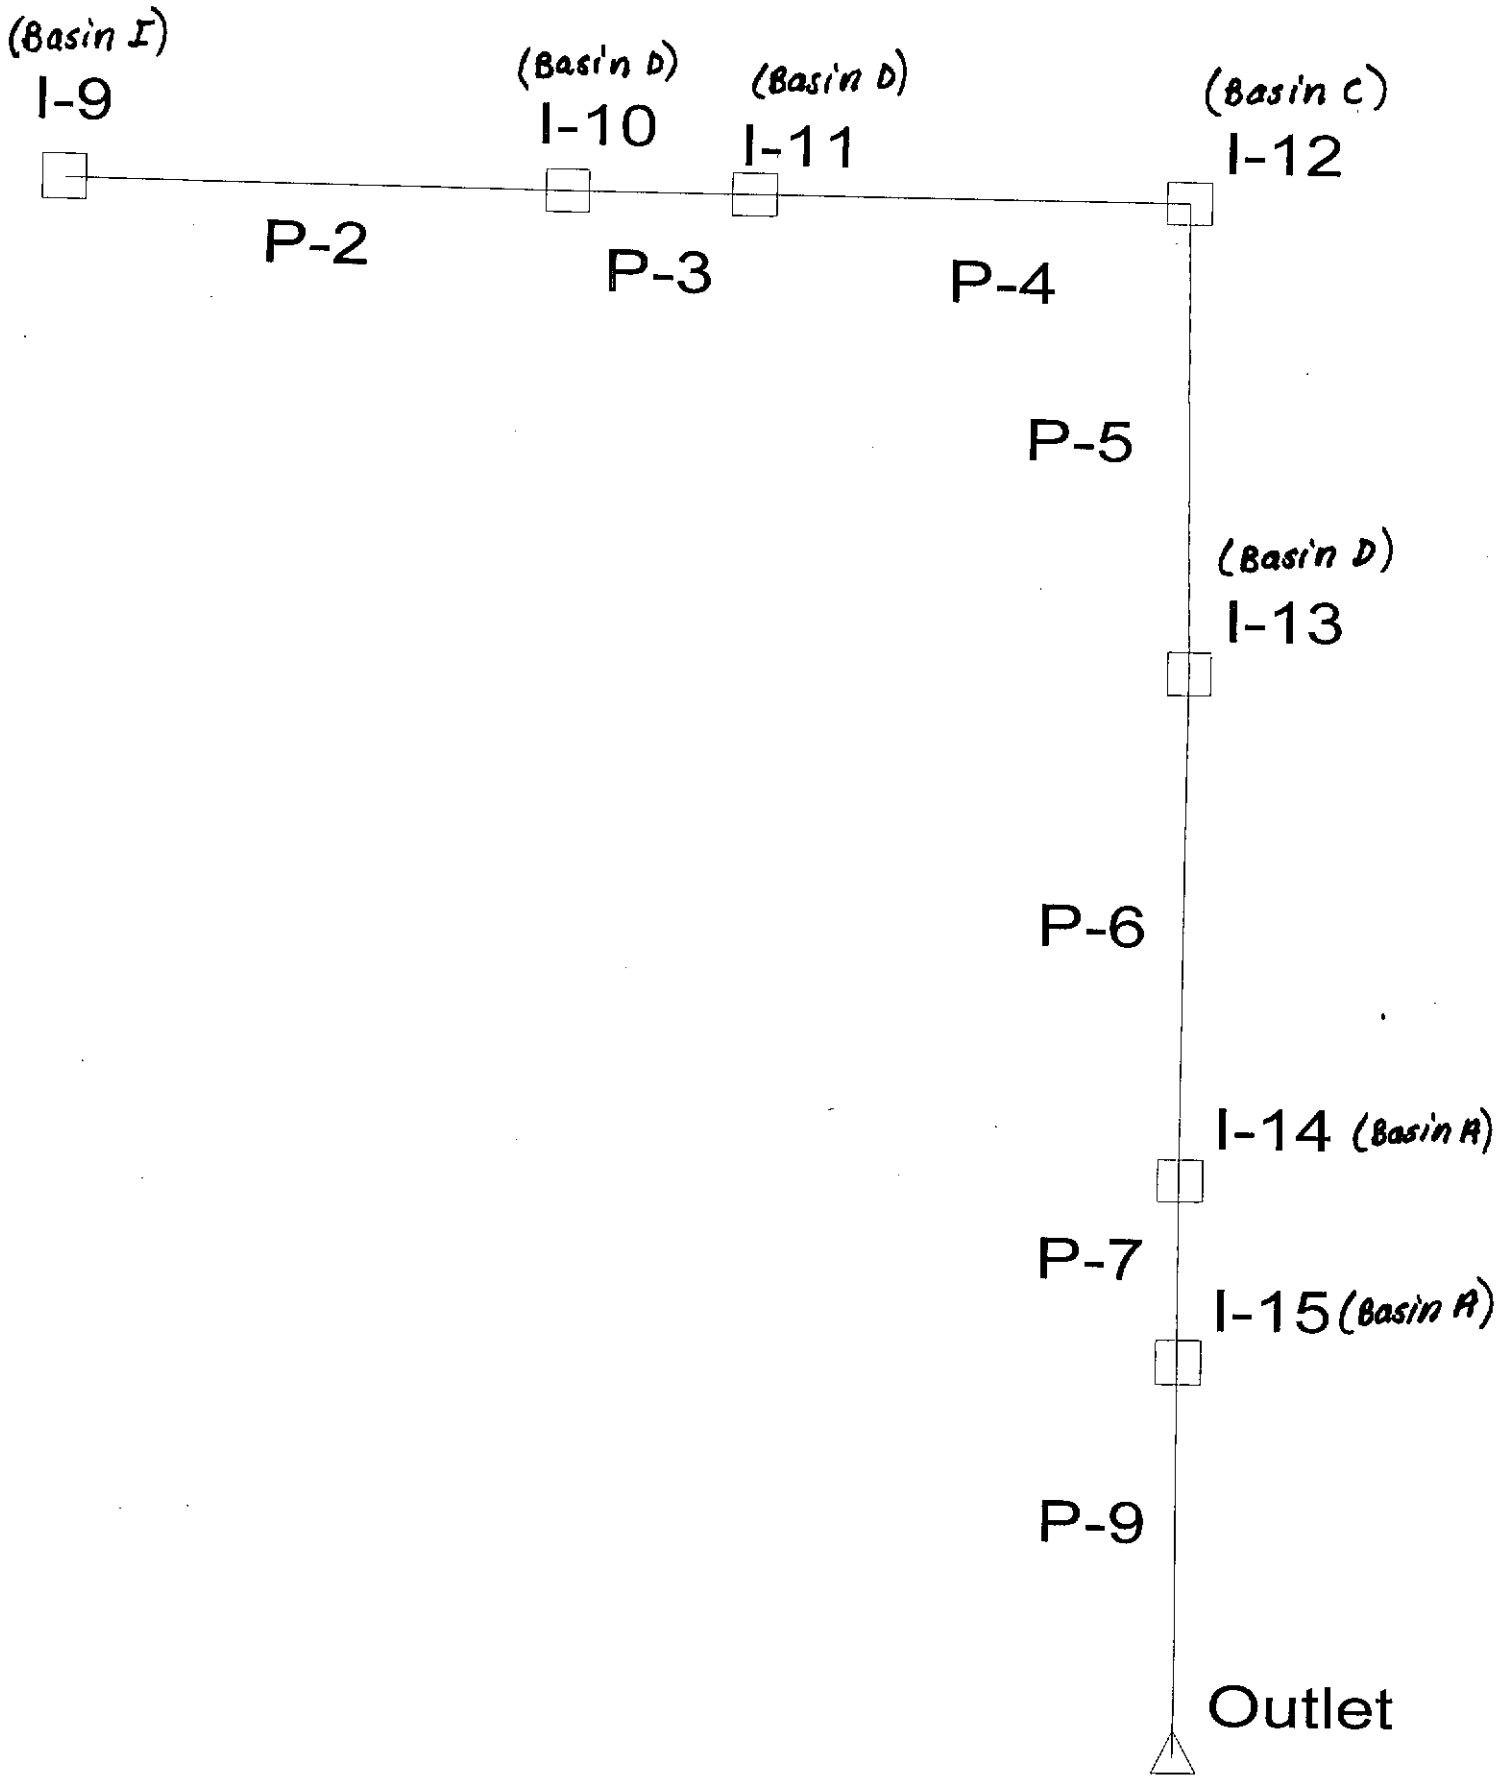 (Basin I)
I-9
(Basin D)
I-10
(Basin D)
I-11
(Basin C)
I-12
P-2
P-3
P-4
P-5
(Basin D)
I-13
P-6
I-14 (Basin A)
P-7
I-15 (Basin A)
P-9
Outlet